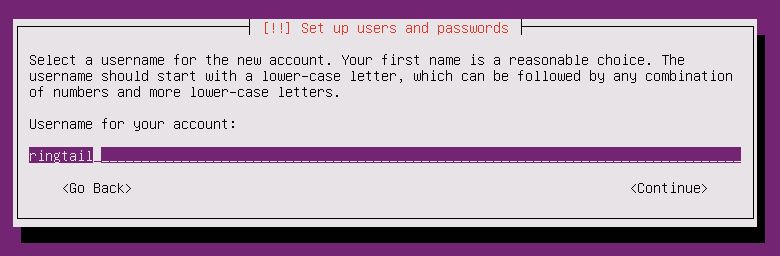 [!!] Set up users and passwords
Select a username for the new account. Your first name is a reasonable choice. The
username should start with a lower-case letter, which can be followed by any combination
of numbers and more lower-case letters.
Username for your account:
ringtail
<Go Back> <Continue>